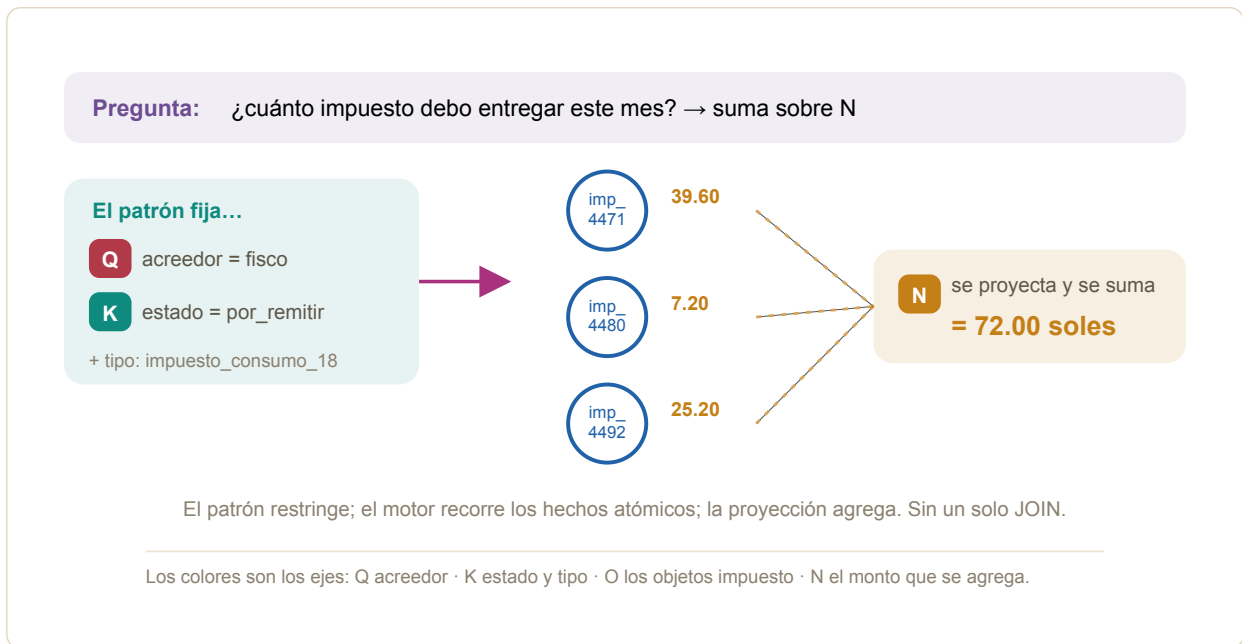 Pregunta: ¿cuánto impuesto debo entregar este mes? → suma sobre N
El patrón fija…
Q acreedor = fisco
K estado = por_remitir
+ tipo: impuesto_consumo_18
imp_
4471
39.60
imp_
4480
7.20
imp_
4492
25.20
N se proyecta y se suma
= 72.00 soles
El patrón restringe; el motor recorre los hechos atómicos; la proyección agrega. Sin un solo JOIN.
Los colores son los ejes: Q acreedor · K estado y tipo · O los objetos impuesto · N el monto que se agrega.